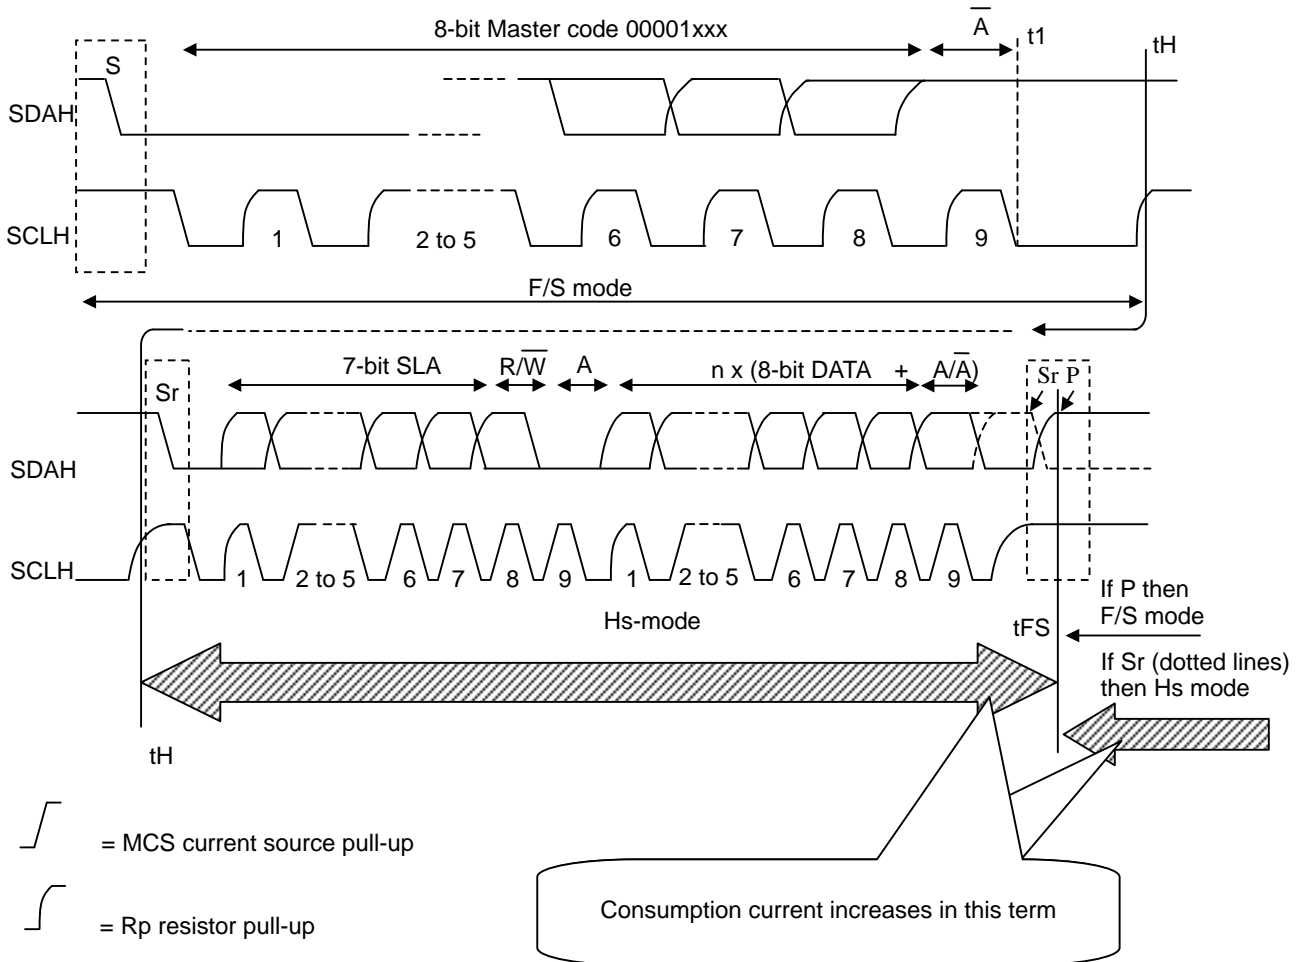 8-bit Master code 00001xxx
A̅
t1
tH
S
SDAH
SCLH
1
2 to 5
6
7
8
9
F/S mode
7-bit SLA
R/W̅
A
n x (8-bit DATA + A/A̅)
Sr
Sr P
SDAH
SCLH
1
2 to 5
6
7
8
9
1
2 to 5
6
7
8
9
Hs-mode
tFS
If P then
F/S mode
If Sr (dotted lines)
then Hs mode
tH
= MCS current source pull-up
= Rp resistor pull-up
Consumption current increases in this term